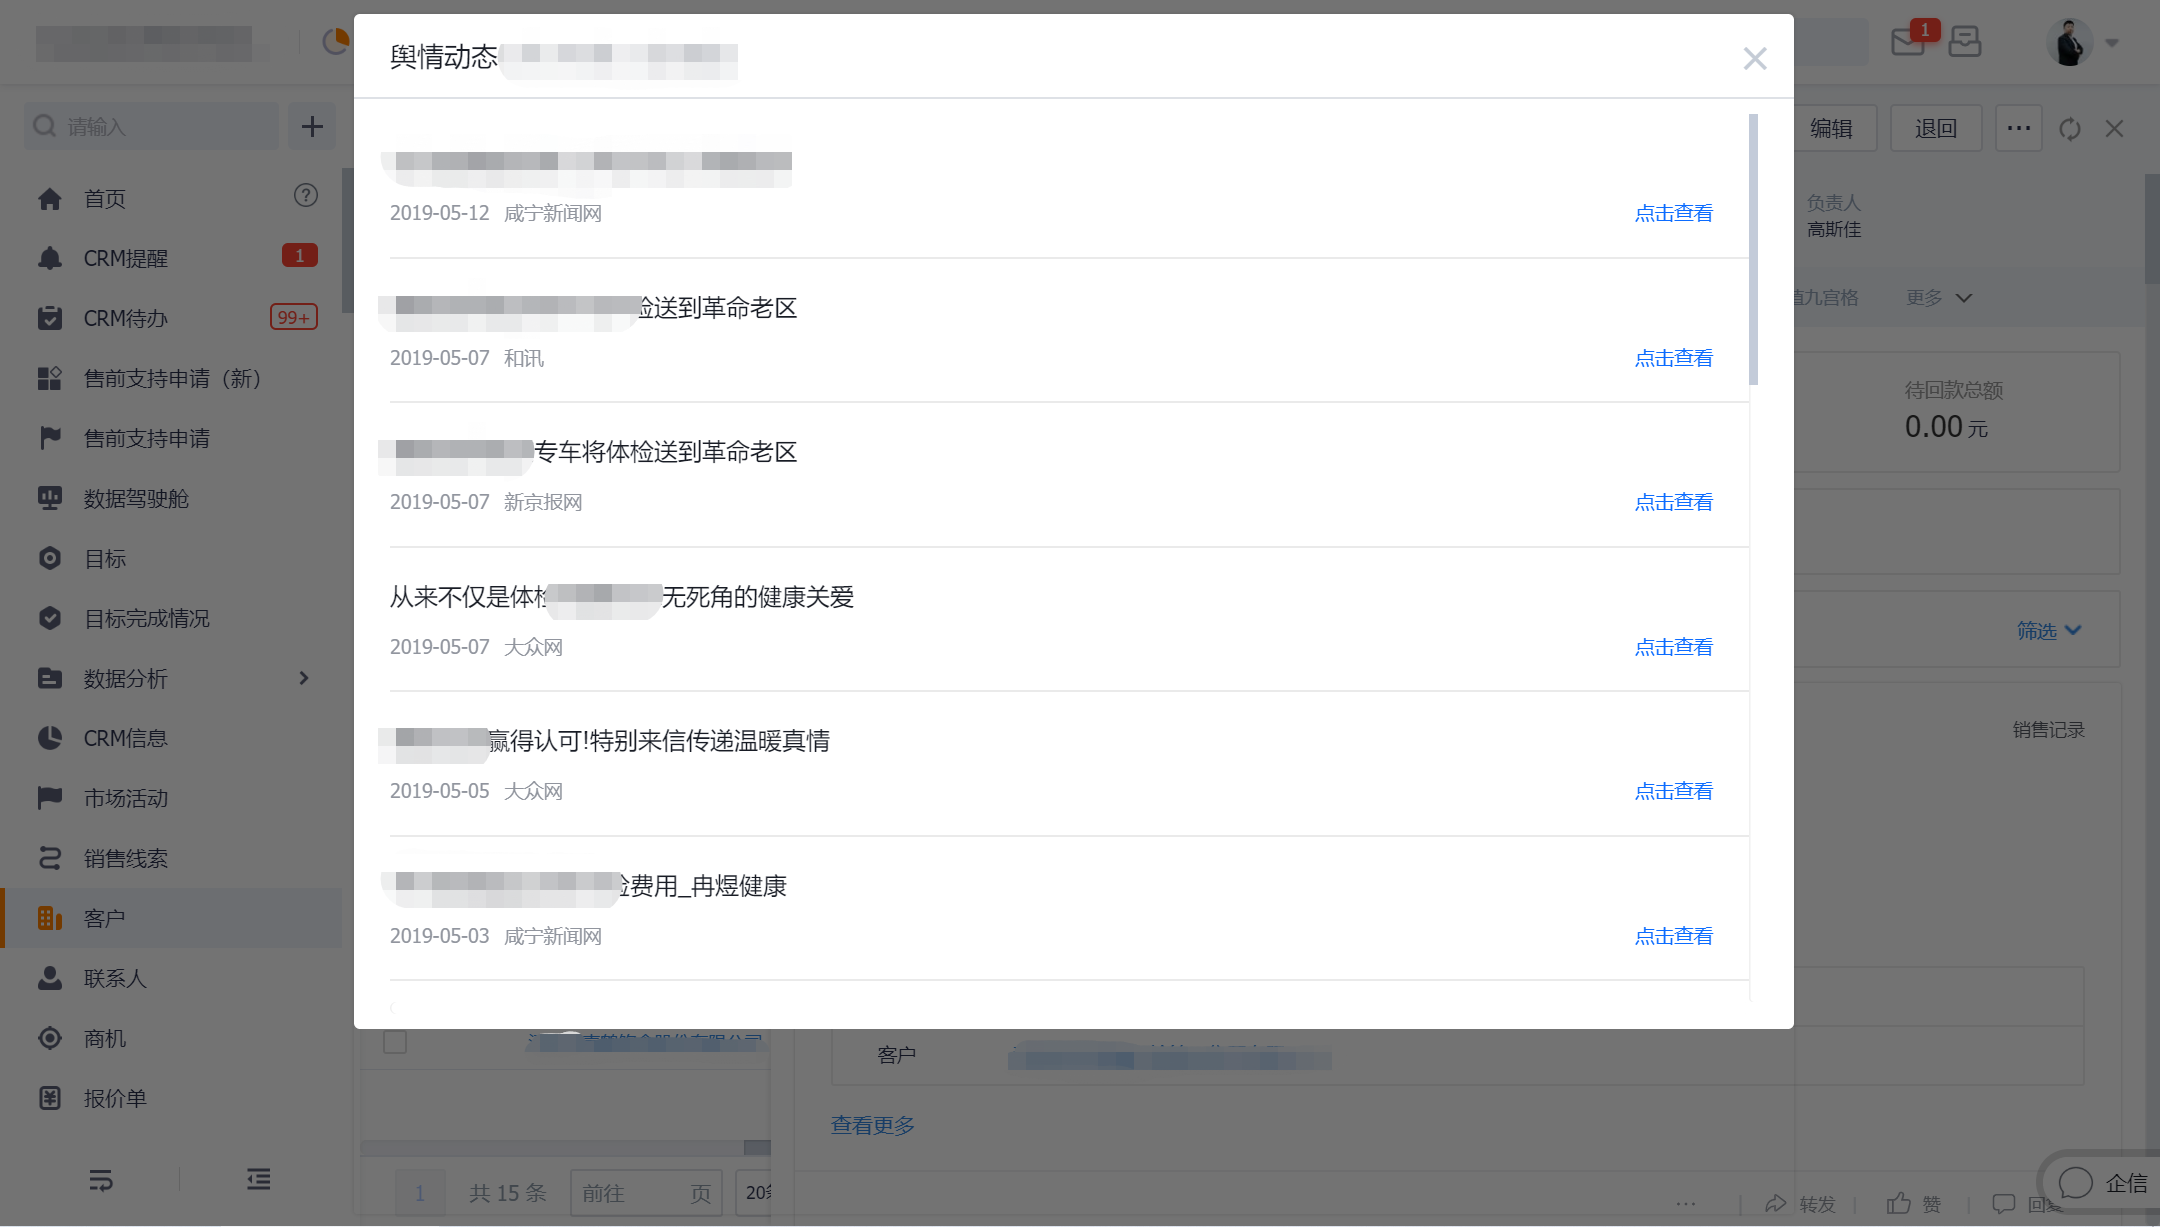 舆情动态
1
请输入
编辑
退回
首页
CRM提醒
1
CRM待办
99+
售前支持申请（新）
售前支持申请
数据驾驶舱
目标
目标完成情况
数据分析
CRM信息
市场活动
销售线索
客户
联系人
商机
报价单
2019-05-12 咸宁新闻网
点击查看
检送到革命老区
2019-05-07 和讯
点击查看
专车将体检送到革命老区
2019-05-07 新京报网
点击查看
从来不仅是体检
无死角的健康关爱
2019-05-07 大众网
点击查看
赢得认可!特别来信传递温暖真情
2019-05-05 大众网
点击查看
检费用_冉煜健康
2019-05-03 咸宁新闻网
点击查看
负责人
高斯佳
值九宫格
更多
待回款总额
0.00 元
筛选
销售记录
客户
查看更多
1
共 15 条
前往
页
20条
转发
赞
回复
企信